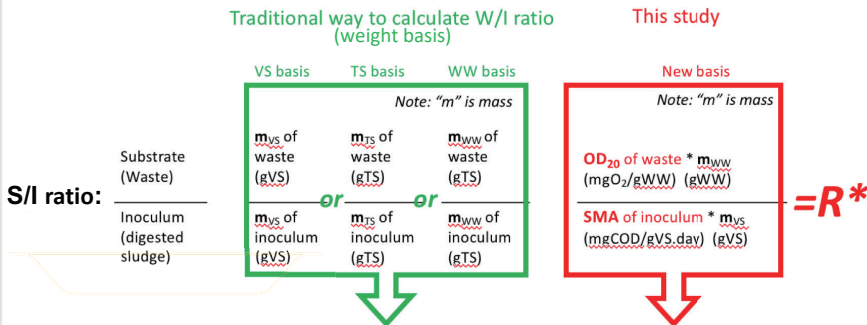 Traditional way to calculate W/I ratio
(weight basis)
This study
VS basis
TS basis
WW basis
New basis
Note: “m” is mass
Note: “m” is mass
S/I ratio:
Substrate
(Waste)
Inoculum
(digested
sludge)
mVS of
waste
(gVS)
or
mTS of
waste
(gTS)
or
mWW of
waste
(gTS)
mVS of
inoculum
(gVS)
mTS of
inoculum
(gTS)
mWW of
inoculum
(gTS)
OD20 of waste * mWW
(mgO2/gWW) (gWW)
SMA of inoculum * mVS
(mgCOD/gVS.day) (gVS)
=R*